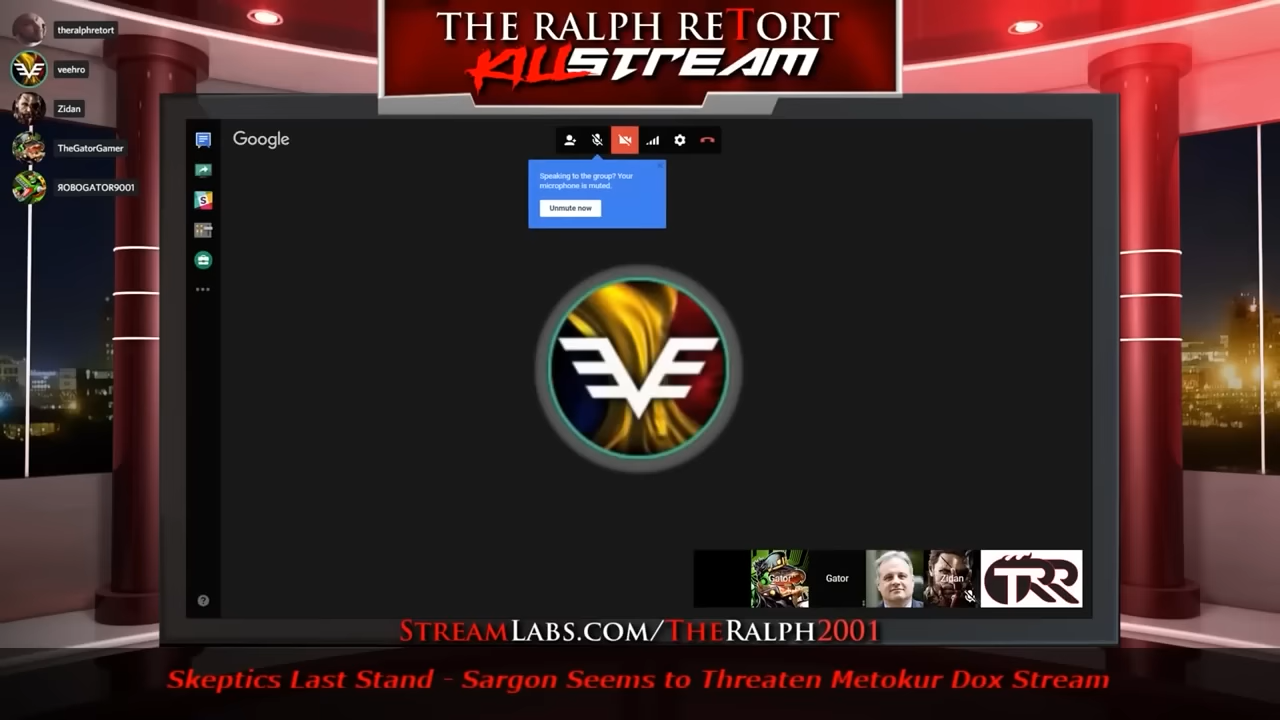 THE RALPH RETORT
KILLSTREAM
theralphretort
veehro
Zidan
TheGatorGamer
ЯOBOGATOR9001
Google
Speaking to the group? Your
microphone is muted.
Unmute now
Gator
Gator
Zidan
TRR
STREAMLABS.COM/THERALPH2001
Skeptics Last Stand - Sargon Seems to Threaten Metokur Dox Stream